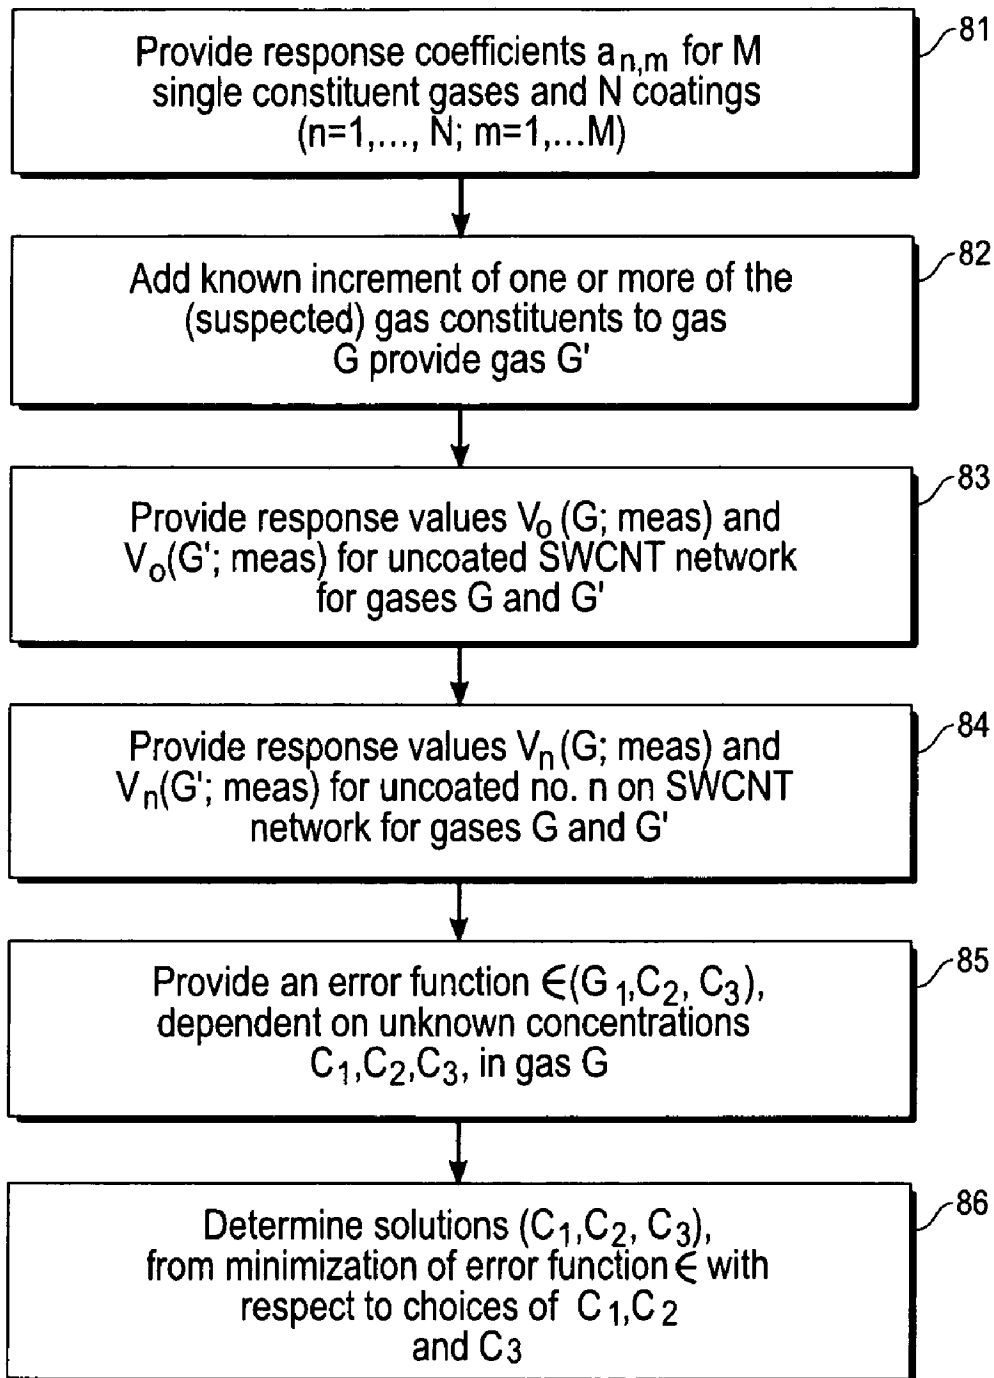 Provide response coefficients a n,m for M
single constituent gases and N coatings
(n=1,..., N; m=1,...M)
81
Add known increment of one or more of the
(suspected) gas constituents to gas
G provide gas G'
82
Provide response values Vo (G; meas) and
Vo(G'; meas) for uncoated SWCNT network
for gases G and G'
83
Provide response values Vn (G; meas) and
Vn(G'; meas) for uncoated no. n on SWCNT
network for gases G and G'
84
Provide an error function ∈(G1,C2, C3),
dependent on unknown concentrations
C1,C2,C3, in gas G
85
Determine solutions (C1,C2, C3),
from minimization of error function ∈ with
respect to choices of C1,C2
and C3
86